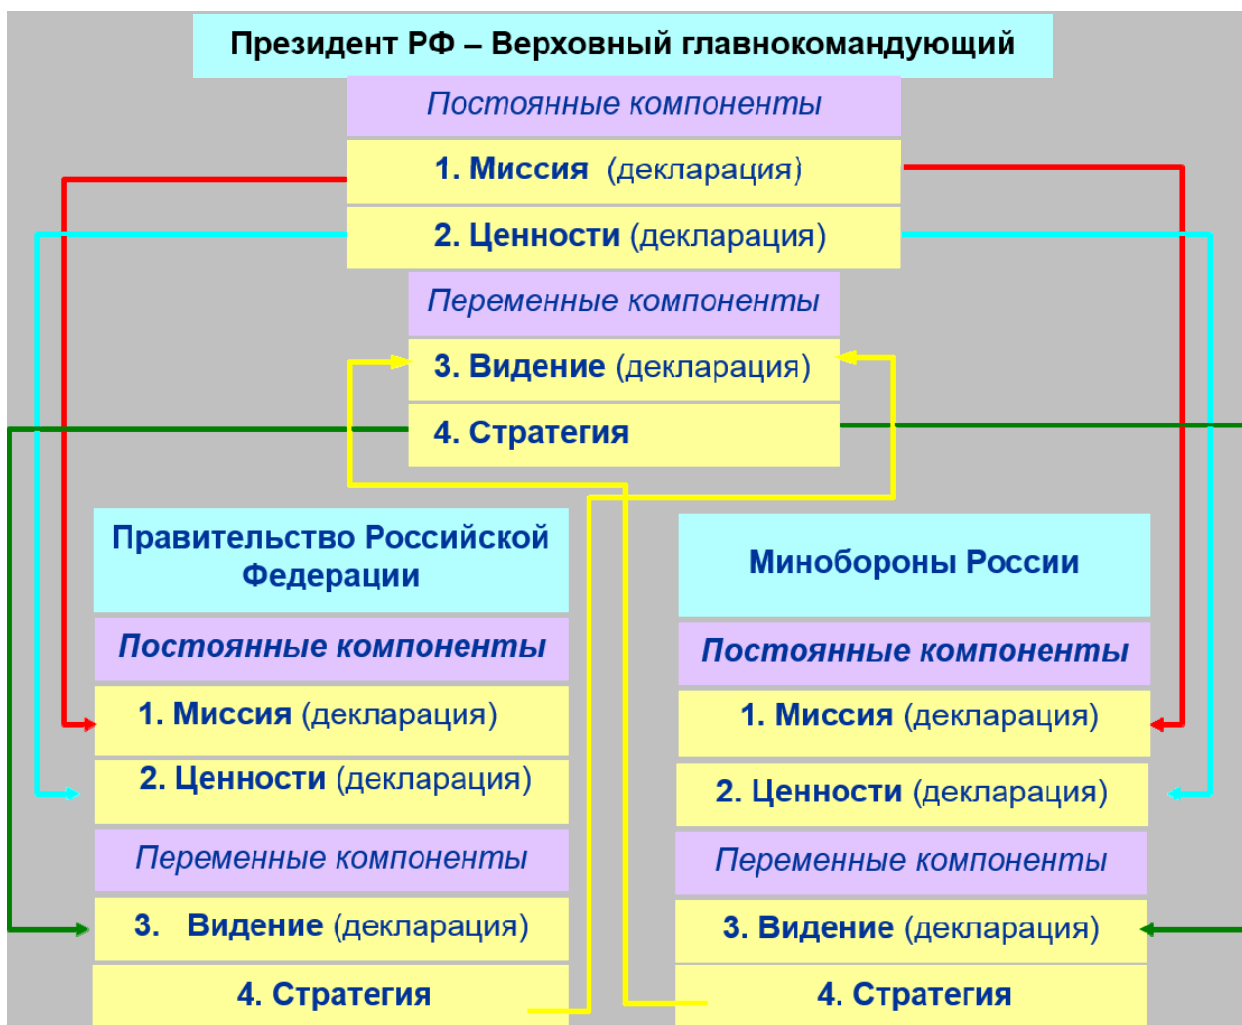 Президент РФ – Верховный главнокомандующий
Постоянные компоненты
1. Миссия (декларация)
2. Ценности (декларация)
Переменные компоненты
3. Видение (декларация)
4. Стратегия
Правительство Российской
Федерации
Постоянные компоненты
1. Миссия (декларация)
2. Ценности (декларация)
Переменные компоненты
3. Видение (декларация)
4. Стратегия
Минобороны России
Постоянные компоненты
1. Миссия (декларация)
2. Ценности (декларация)
Переменные компоненты
3. Видение (декларация)
4. Стратегия